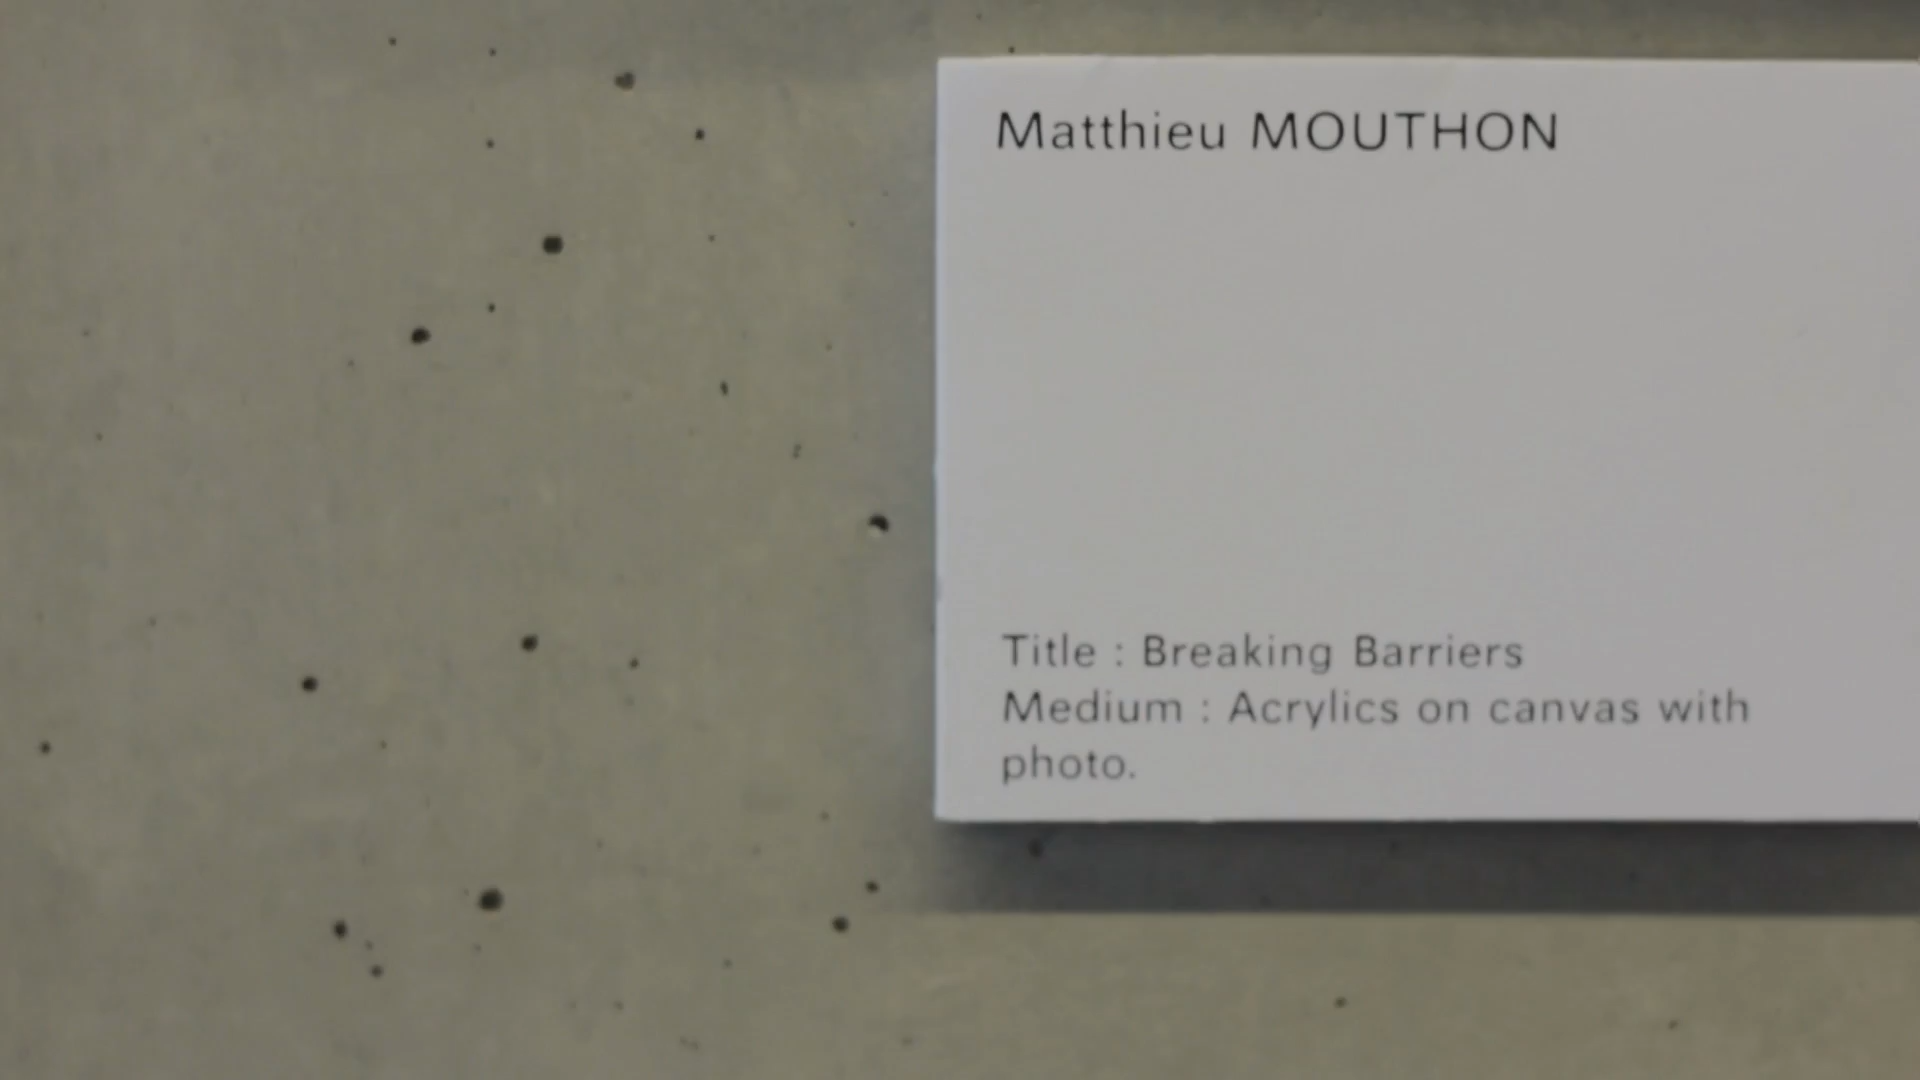 Matthieu MOUTHON
Title : Breaking Barriers
Medium : Acrylics on canvas with
photo.